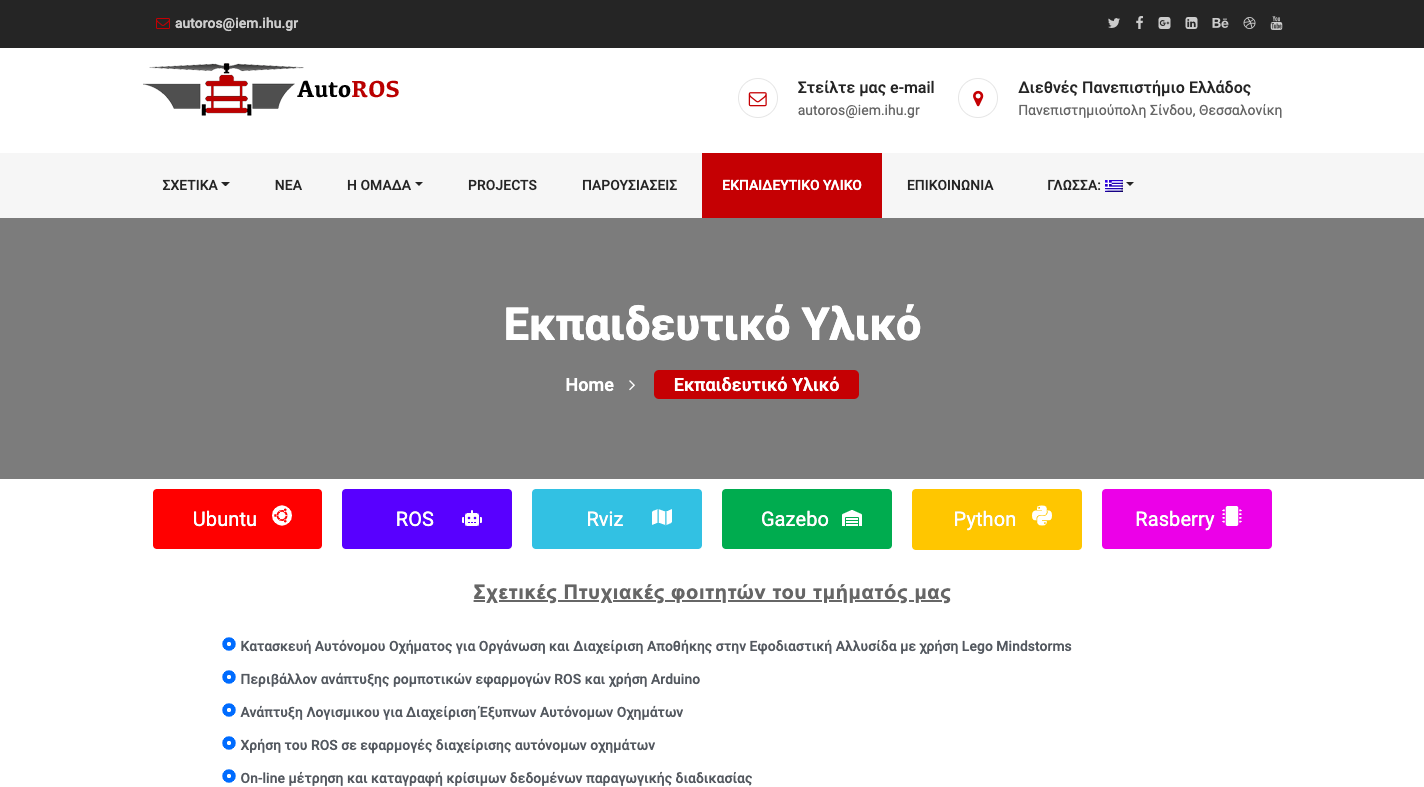 autoros@iem.ihu.gr
Bē
You
AutoROS
Στείλτε μας e-mail
autoros@iem.ihu.gr
Διεθνές Πανεπιστήμιο Ελλάδος
Πανεπιστημιούπολη Σίνδου, Θεσσαλονίκη
ΣΧΕΤΙΚΑ
ΝΕΑ
Η ΟΜΑΔΑ
PROJECTS
ΠΑΡΟΥΣΙΑΣΕΙΣ
ΕΚΠΑΙΔΕΥΤΙΚΟ ΥΛΙΚΟ
ΕΠΙΚΟΙΝΩΝΙΑ
ΓΛΩΣΣΑ:
Εκπαιδευτικό Υλικό
Home
Εκπαιδευτικό Υλικό
Ubuntu
ROS
Rviz
Gazebo
Python
Rasberry
Σχετικές Πτυχιακές φοιτητών του τμήματός μας
Κατασκευή Αυτόνομου Οχήματος για Οργάνωση και Διαχείριση Αποθήκης στην Εφοδιαστική Αλλυσίδα με χρήση Lego Mindstorms
Περιβάλλον ανάπτυξης ρομποτικών εφαρμογών ROS και χρήση Arduino
Ανάπτυξη Λογισμικου για Διαχείριση Έξυπνων Αυτόνομων Οχημάτων
Χρήση του ROS σε εφαρμογές διαχείρισης αυτόνομων οχημάτων
On-line μέτρηση και καταγραφή κρίσιμων δεδομένων παραγωγικής διαδικασίας